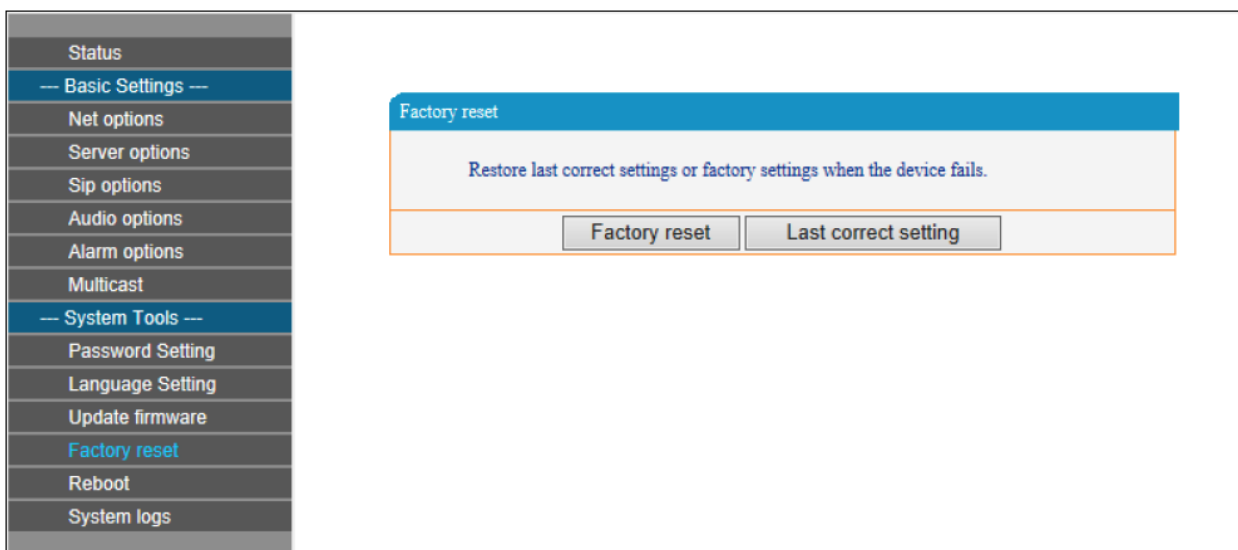 Status
--- Basic Settings ---
Net options
Server options
Sip options
Audio options
Alarm options
Multicast
--- System Tools ---
Password Setting
Language Setting
Update firmware
Factory reset
Reboot
System logs
Factory reset
Restore last correct settings or factory settings when the device fails.
Factory reset
Last correct setting